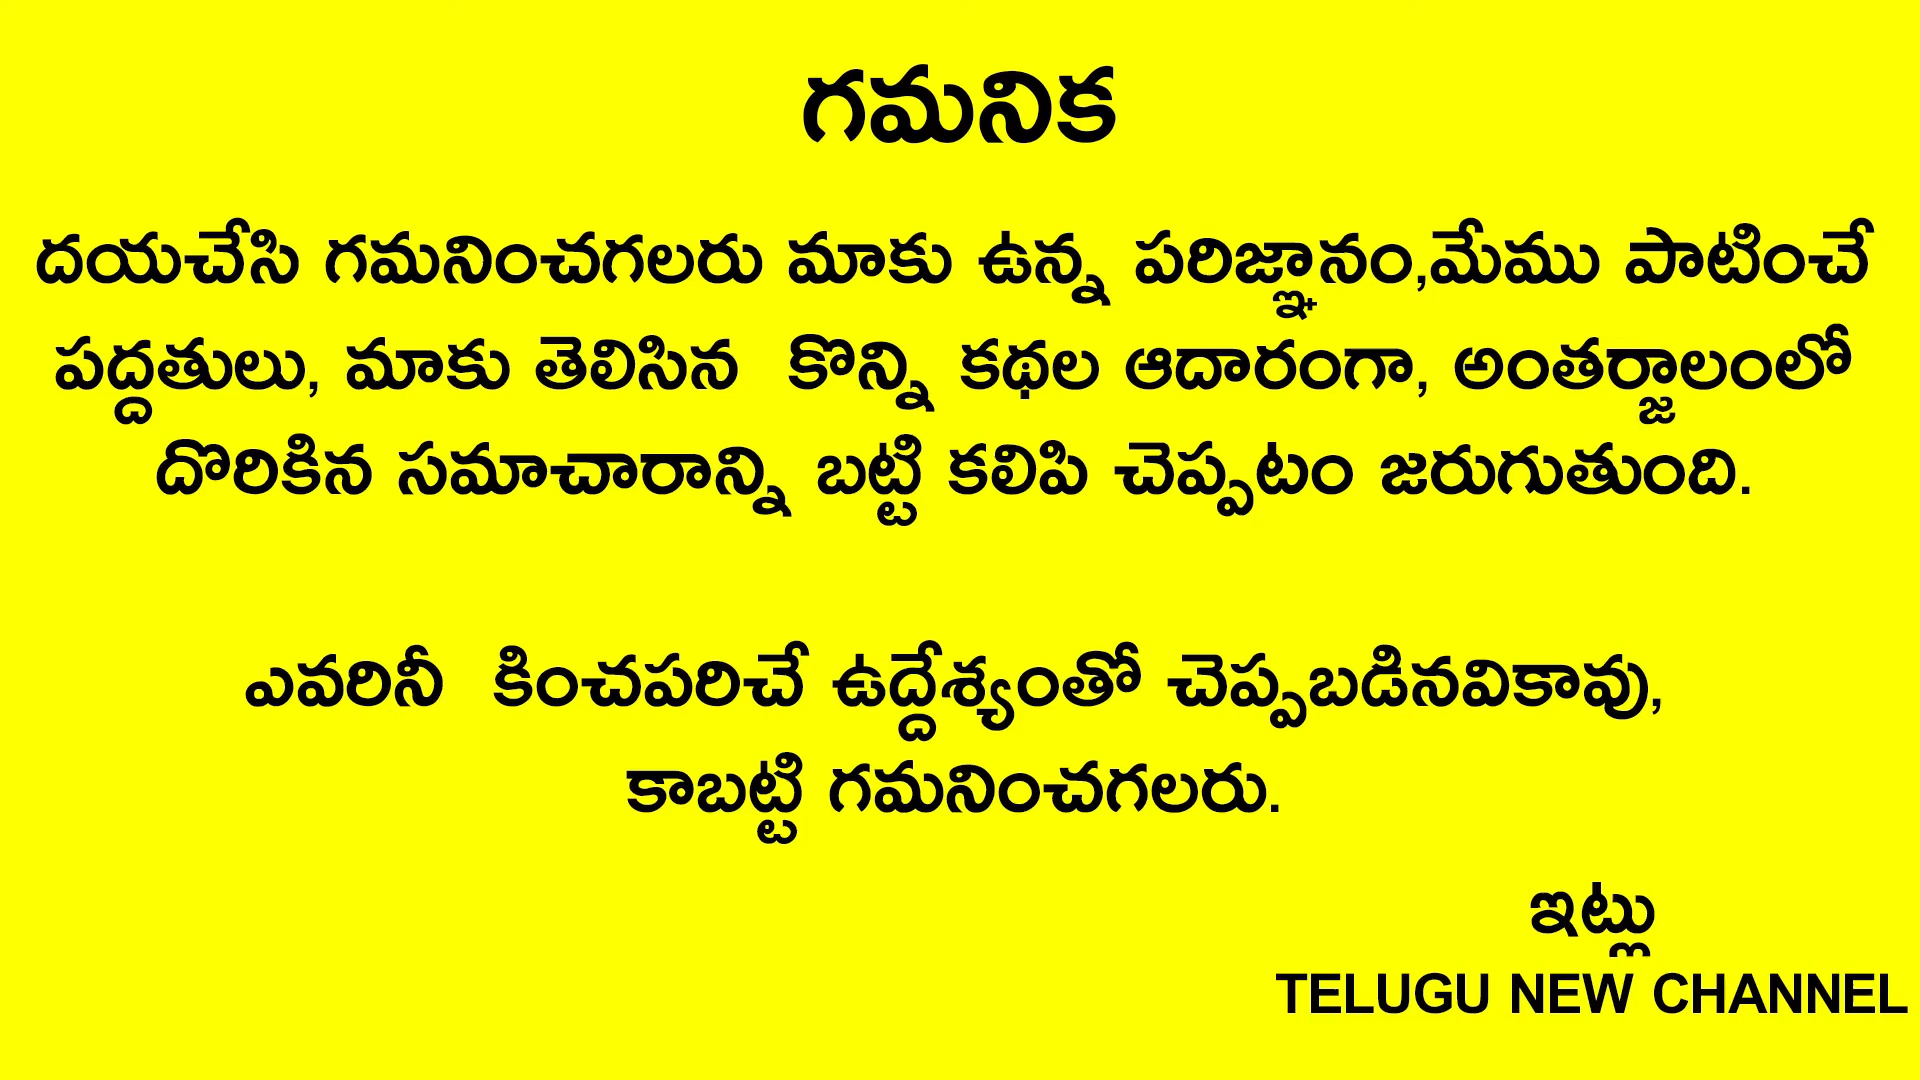 గమనిక
దయచేసి గమనించగలరు మాకు ఉన్న పరిజ్ఞానం,మేము పాటించే
పద్దతులు, మాకు తెలిసిన కొన్ని కథల ఆదారంగా, అంతర్జాలంలో
దొరికిన సమాచారాన్ని బట్టి కలిపి చెప్పటం జరుగుతుంది.
ఎవరినీ కించపరిచే ఉద్దేశ్యంతో చెప్పబడినవికావు,
కాబట్టి గమనించగలరు.
ఇట్లు
TELUGU NEW CHANNEL